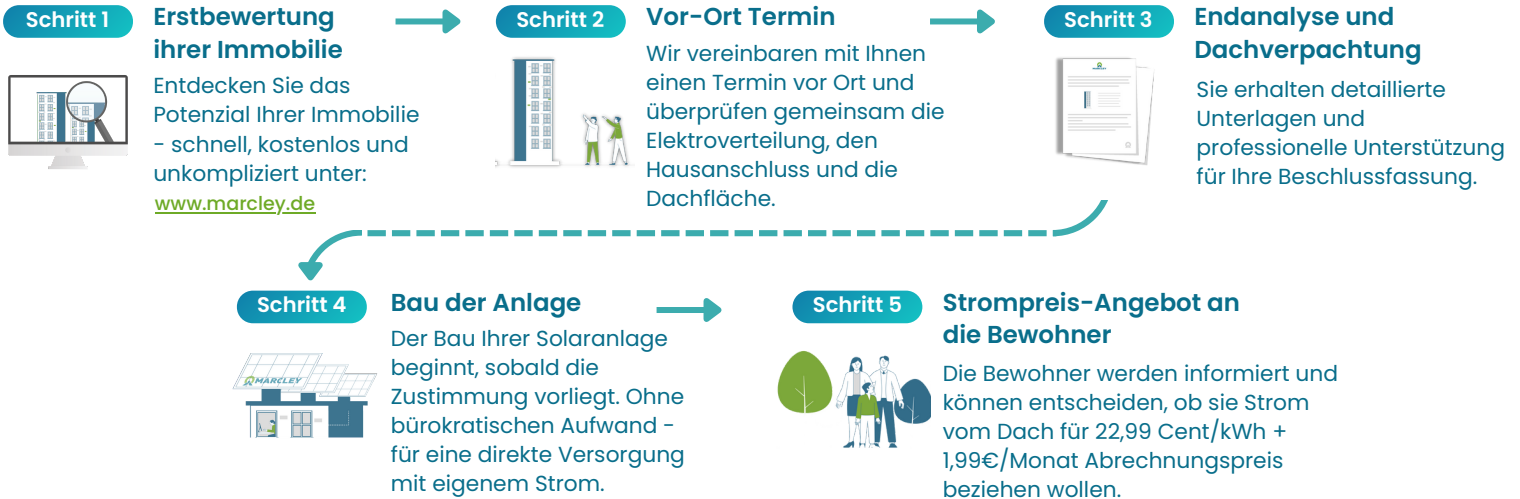 Schritt 1
Erstbewertung
ihrer Immobilie
Entdecken Sie das
Potenzial Ihrer Immobilie
- schnell, kostenlos und
unkompliziert unter:
www.marcley.de
Schritt 2
Vor-Ort Termin
Wir vereinbaren mit Ihnen
einen Termin vor Ort und
überprüfen gemeinsam die
Elektroverteilung, den
Hausanschluss und die
Dachfläche.
Schritt 3
MARCLEY
Endanalyse und
Dachverpachtung
Sie erhalten detaillierte
Unterlagen und
professionelle Unterstützung
für Ihre Beschlussfassung.
Schritt 4
MARCLEY
Bau der Anlage
Der Bau Ihrer Solaranlage
beginnt, sobald die
Zustimmung vorliegt. Ohne
bürokratischen Aufwand -
für eine direkte Versorgung
mit eigenem Strom.
Schritt 5
Strompreis-Angebot an
die Bewohner
Die Bewohner werden informiert und
können entscheiden, ob sie Strom
vom Dach für 22,99 Cent/kWh +
1,99€/Monat Abrechnungspreis
beziehen wollen.